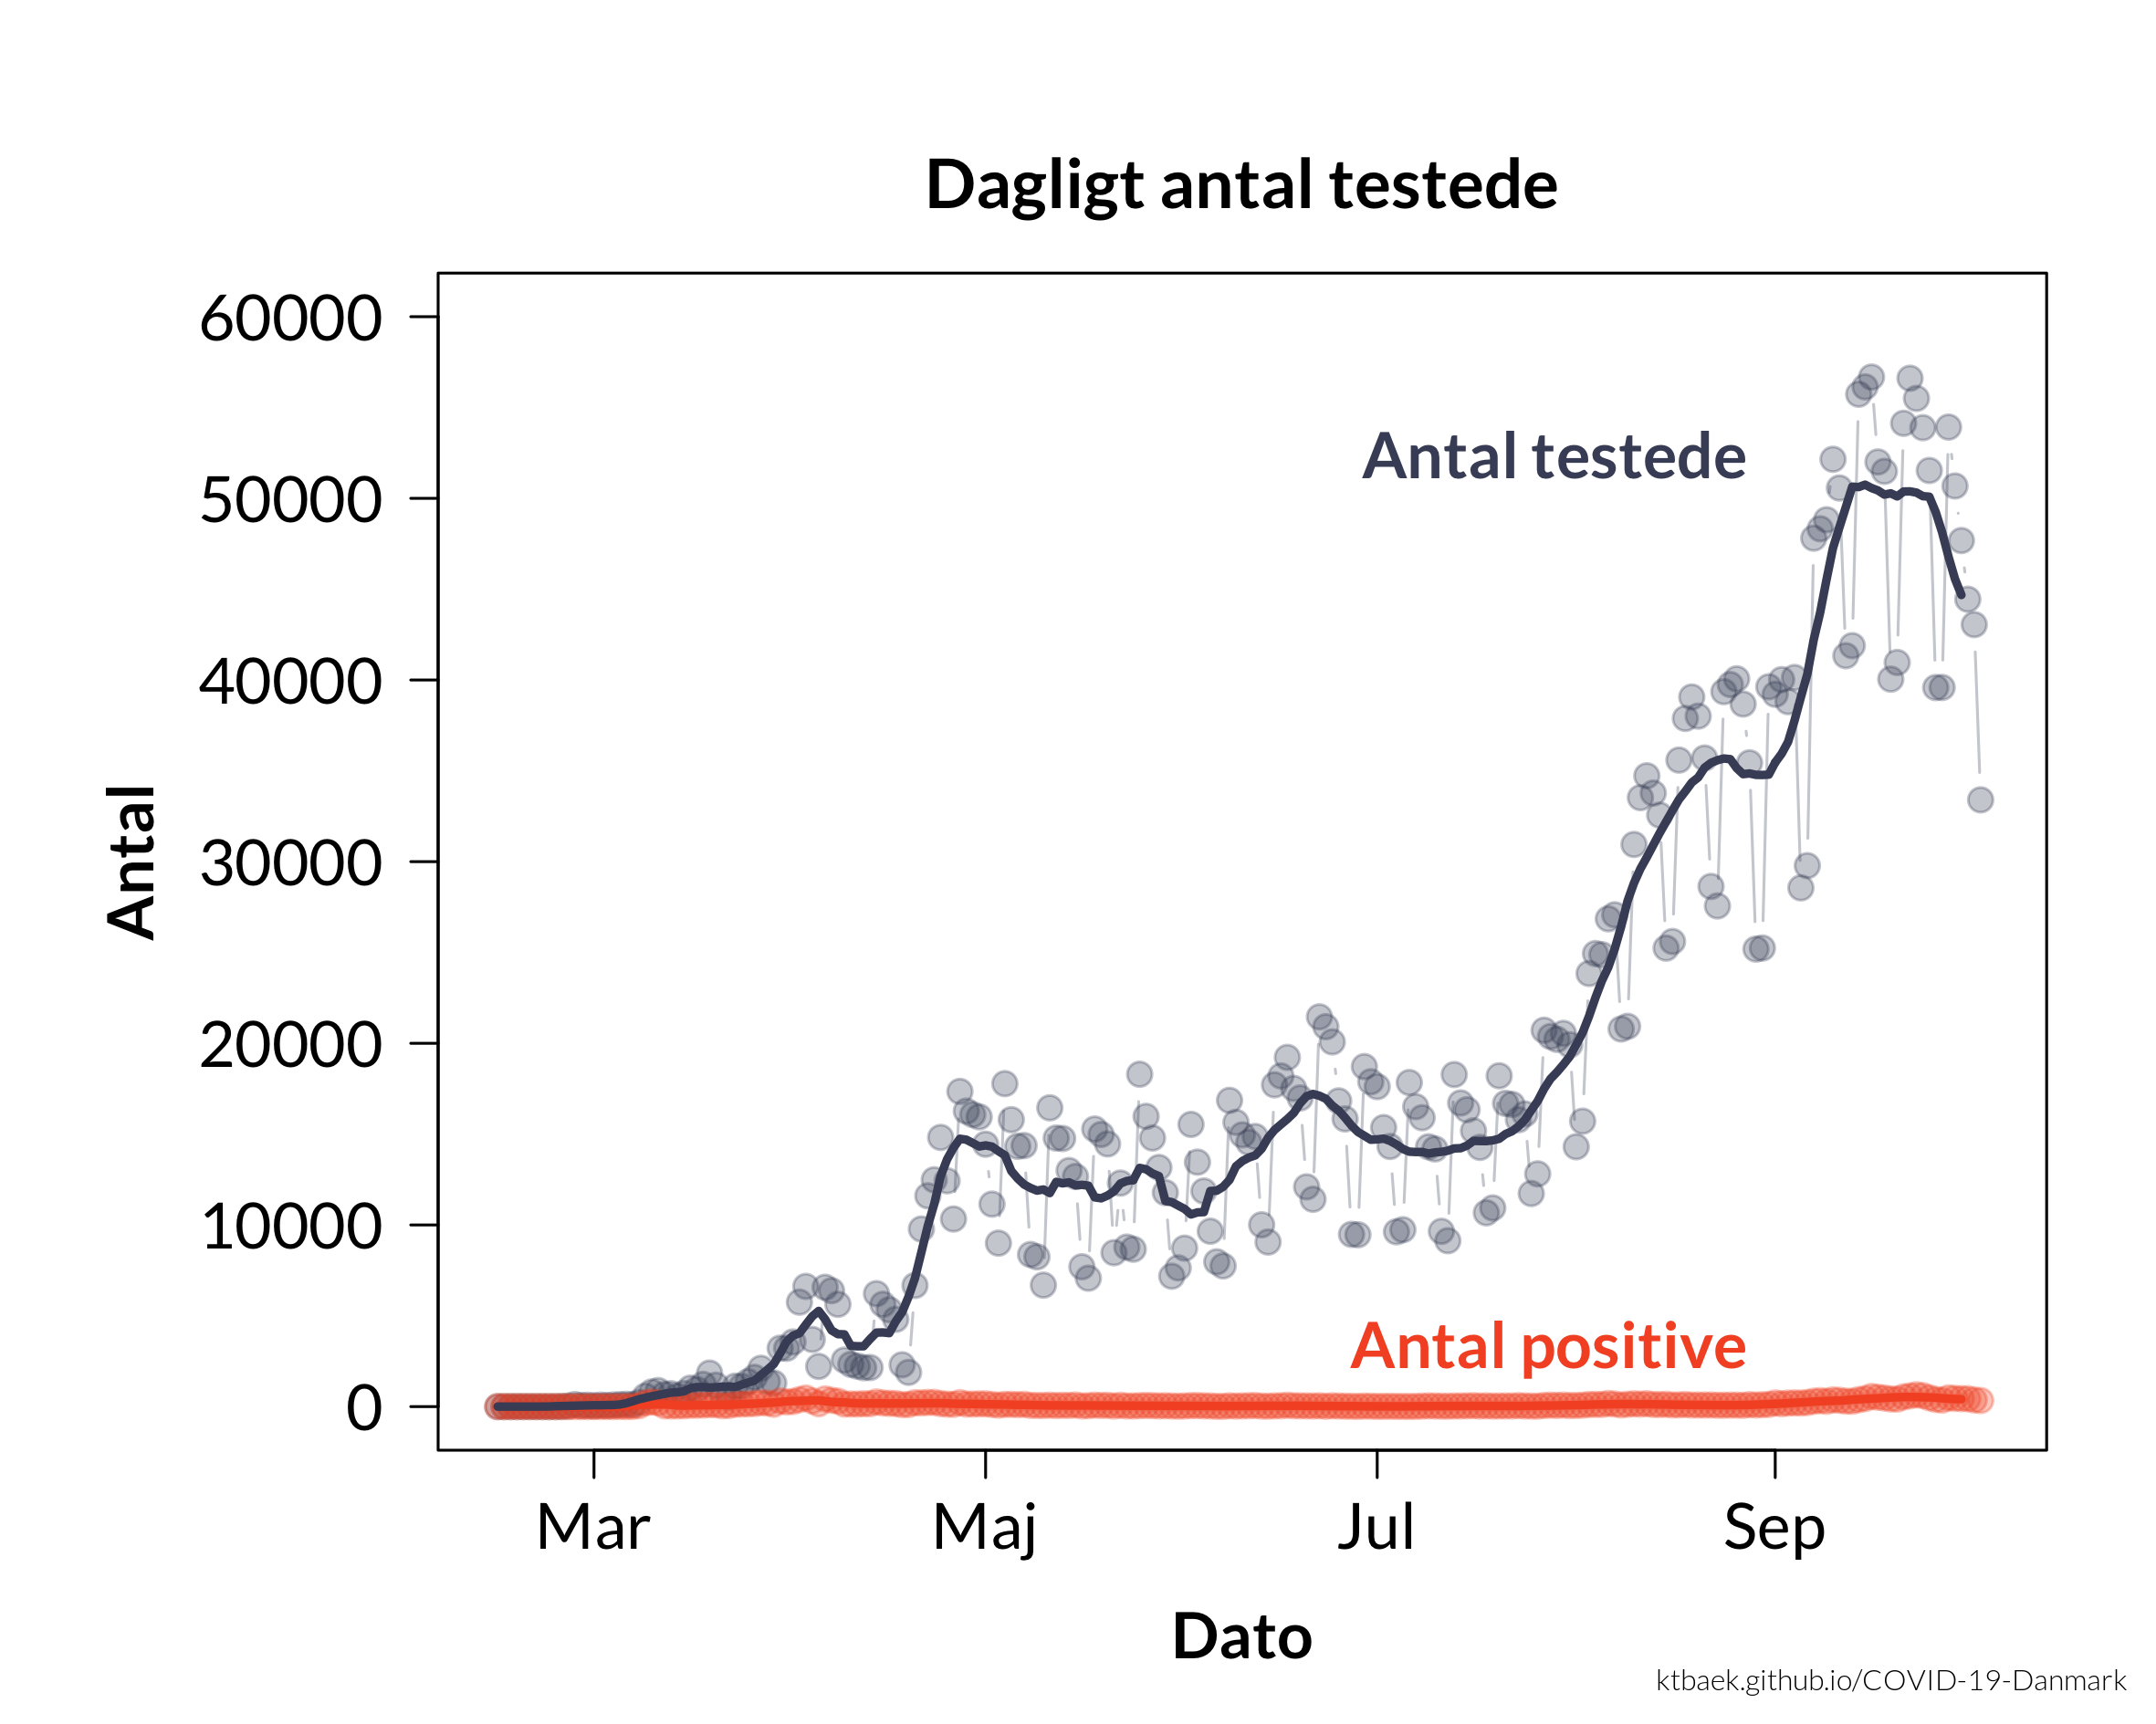 Dagligt antal testede
60000
50000
40000
30000
20000
10000
0
Antal
Antal testede
Antal positive
Mar Maj Jul Sep
Dato
ktbaek.github.io/COVID-19-Danmark